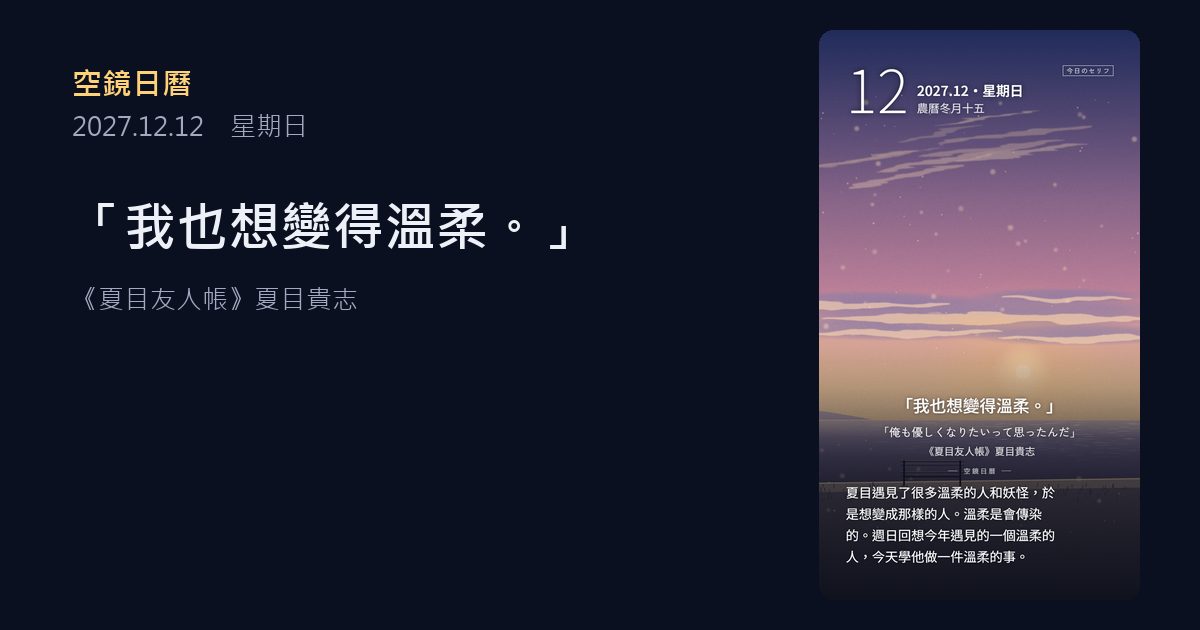 空鏡日曆
2027.12.12　星期日
「我也想變得溫柔。」
《夏目友人帳》夏目貴志
今日のセリフ
12
2027.12・星期日
農曆冬月十五
「我也想變得溫柔。」
「俺も優しくなりたいって思ったんだ」
《夏目友人帳》夏目貴志
— 空鏡日曆 —
夏目遇見了很多溫柔的人和妖怪，於
是想變成那樣的人。溫柔是會傳染
的。週日回想今年遇見的一個溫柔的
人，今天學他做一件溫柔的事。